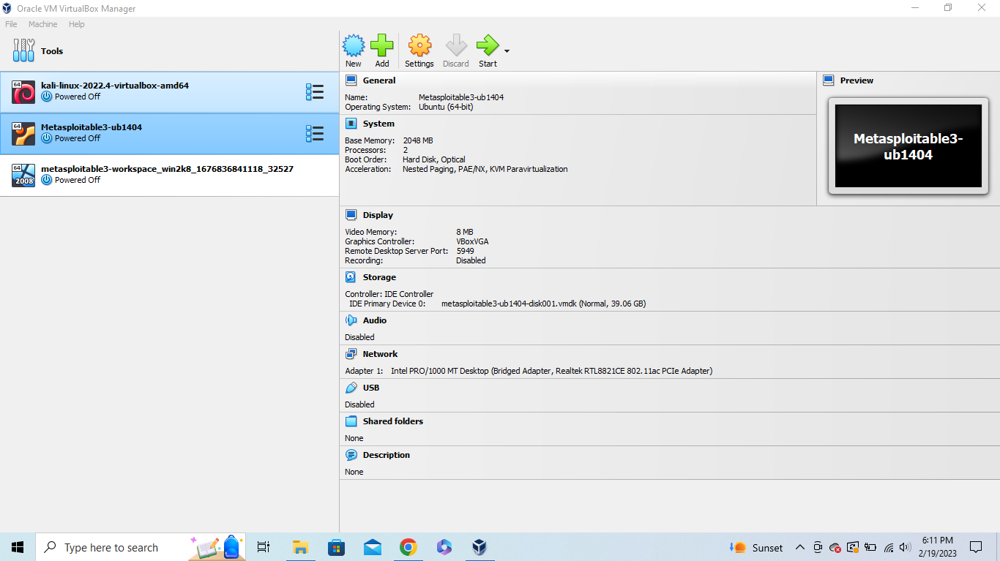 Oracle VM VirtualBox Manager
File Machine Help
Tools
New Add Settings Discard Start
64
kali-linux-2022.4-virtualbox-amd64
Powered Off
64
Metasploitable3-ub1404
Powered Off
64
2008
metasploitable3-workspace_win2k8_1676836841118_32527
Powered Off
General
Name: Metasploitable3-ub1404
Operating System: Ubuntu (64-bit)
System
Base Memory: 2048 MB
Processors: 2
Boot Order: Hard Disk, Optical
Acceleration: Nested Paging, PAE/NX, KVM Paravirtualization
Preview
Metasploitable3-
ub1404
Display
Video Memory: 8 MB
Graphics Controller: VBoxVGA
Remote Desktop Server Port: 5949
Recording: Disabled
Storage
Controller: IDE Controller
IDE Primary Device 0: metasploitable3-ub1404-disk001.vmdk (Normal, 39.06 GB)
Audio
Disabled
Network
Adapter 1: Intel PRO/1000 MT Desktop (Bridged Adapter, Realtek RTL8821CE 802.11ac PCIe Adapter)
USB
Disabled
Shared folders
None
Description
None
Type here to search
Sunset
6:11 PM
2/19/2023